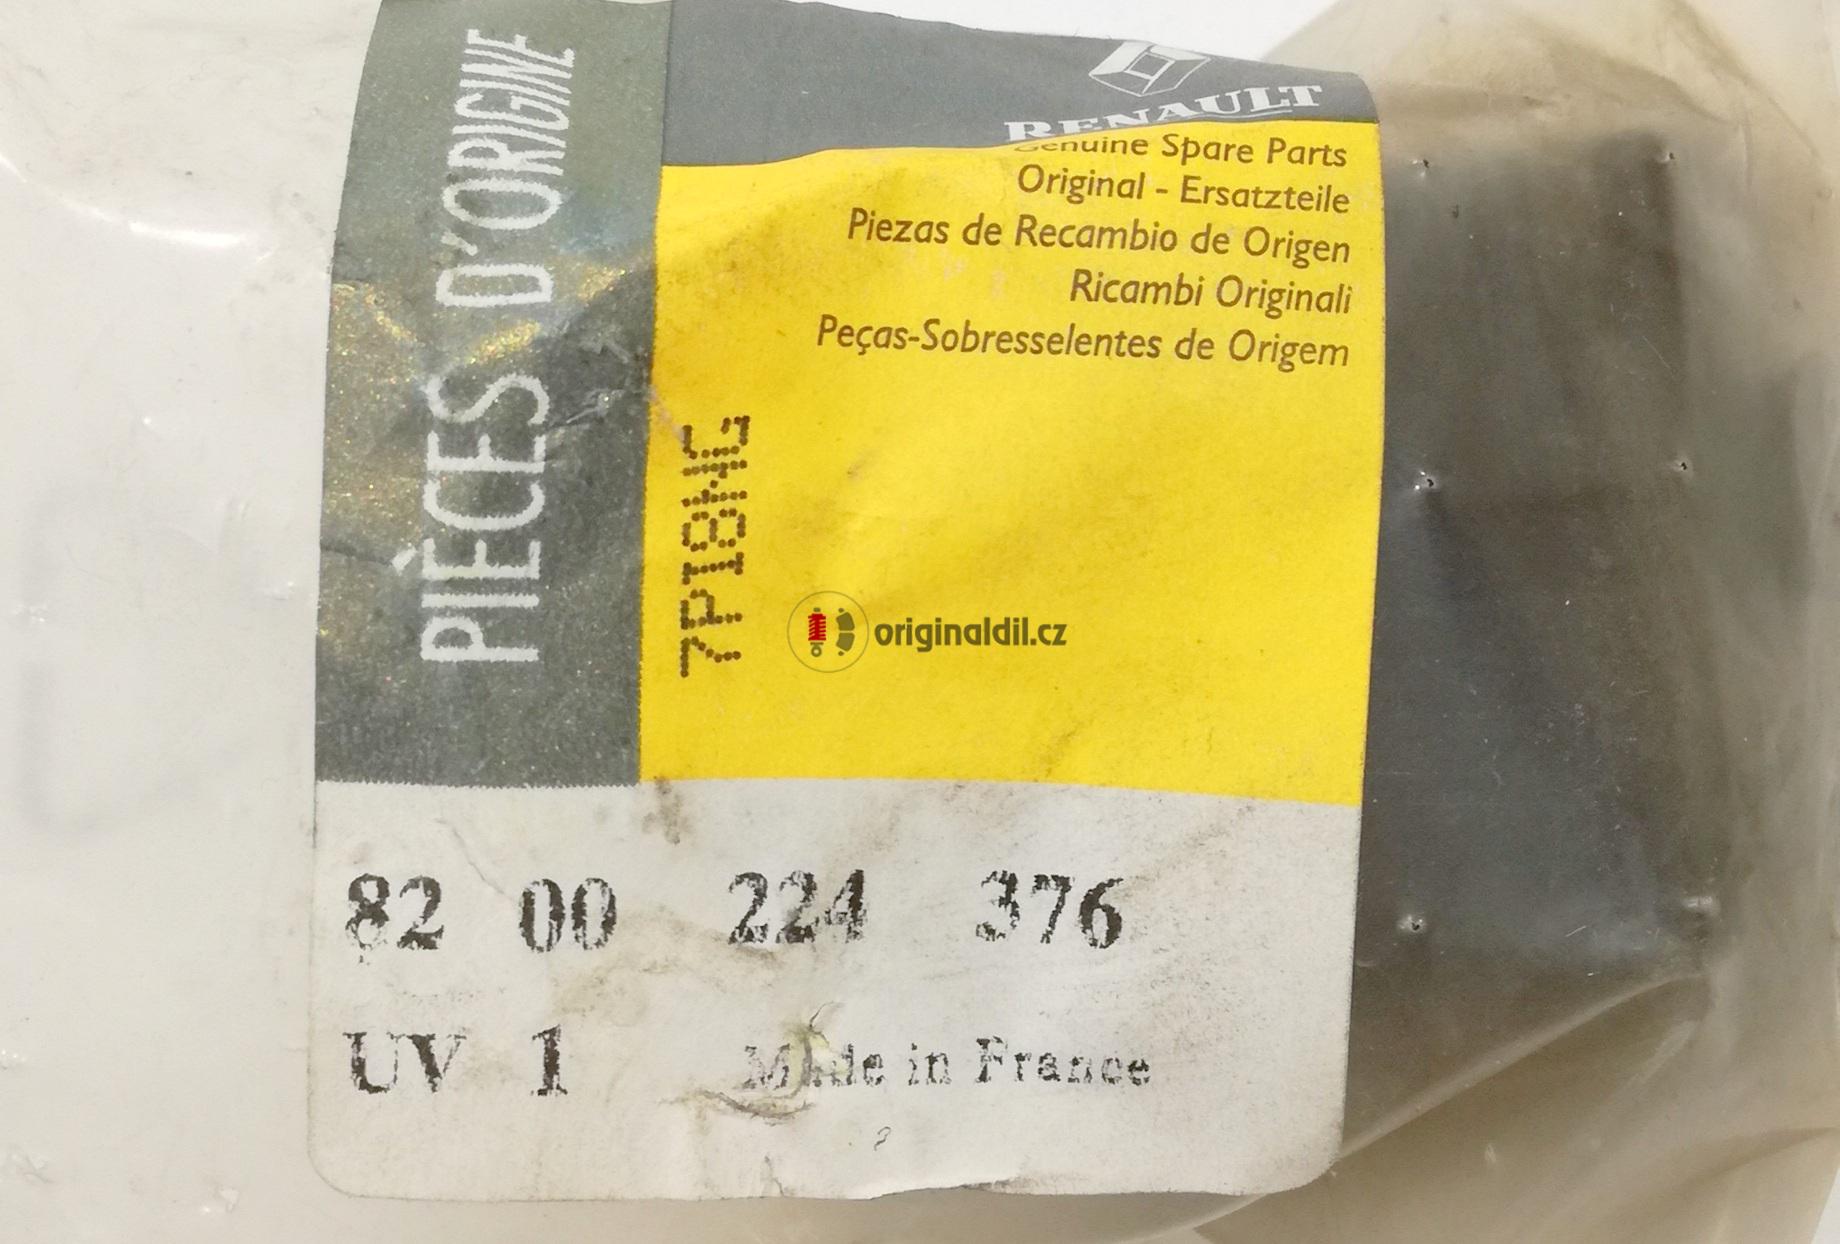 PIÈCES D'ORIGINE
RENAULT
Genuine Spare Parts
Original - Ersatzteile
Piezas de Recambio de Origen
Ricambi Originali
Peças-Sobresselentes de Origem
originaldil.cz
82 00 224 376
UV 1 Made in France